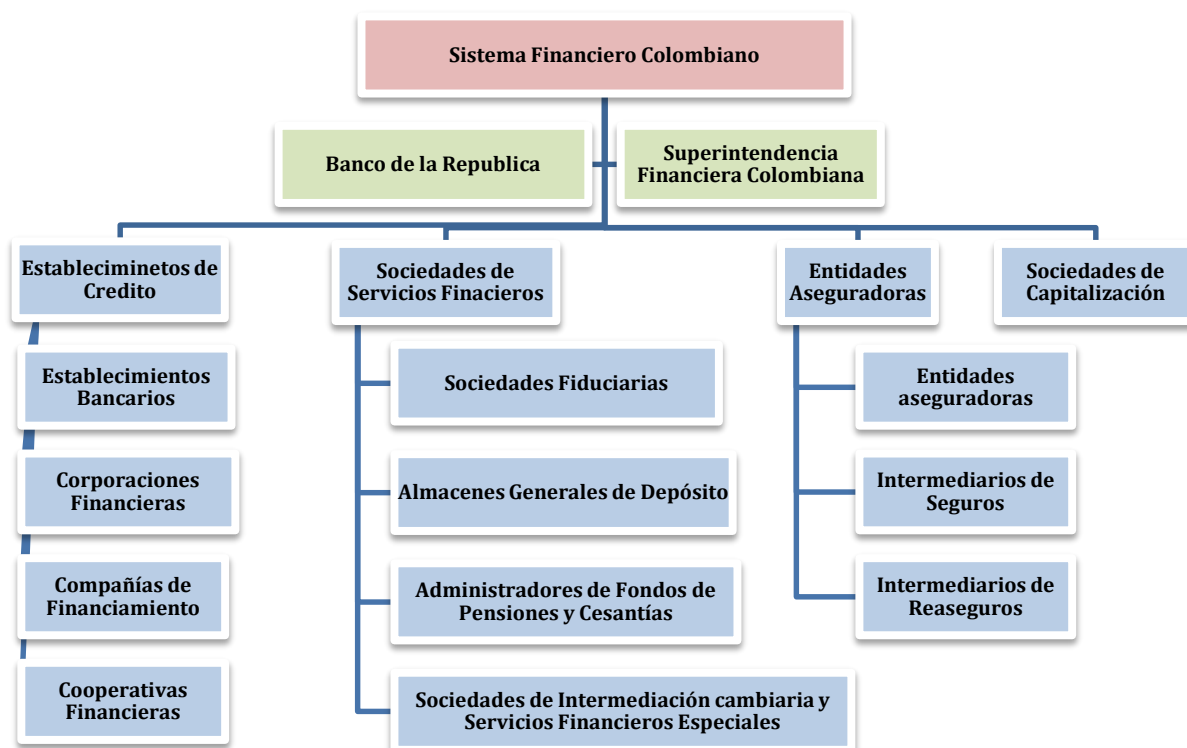 Sistema Financiero Colombiano
Banco de la Republica
Superintendencia
Financiera Colombiana
Estableciminetos de
Credito
Sociedades de
Servicios Finacieros
Entidades
Aseguradoras
Sociedades de
Capitalización
Establecimientos
Bancarios
Corporaciones
Financieras
Compañías de
Financiamiento
Cooperativas
Financieras
Sociedades Fiduciarias
Almacenes Generales de Depósito
Administradores de Fondos de
Pensiones y Cesantías
Sociedades de Intermediación cambiaria y
Servicios Financieros Especiales
Entidades
aseguradoras
Intermediarios de
Seguros
Intermediarios de
Reaseguros